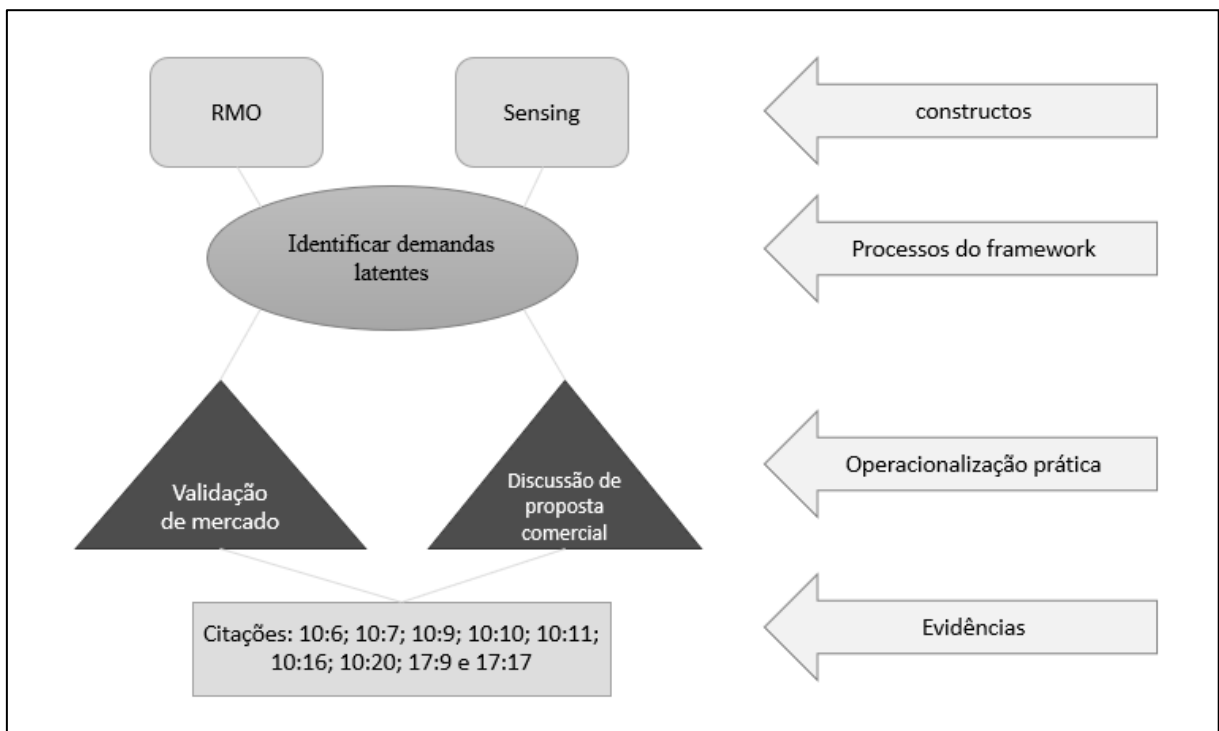 RMO
Sensing
constructos
Identificar demandas
latentes
Processos do framework
Validação
de mercado
Discussão de
proposta
comercial
Operacionalização prática
Citações: 10:6; 10:7; 10:9; 10:10; 10:11;
10:16; 10:20; 17:9 e 17:17
Evidências